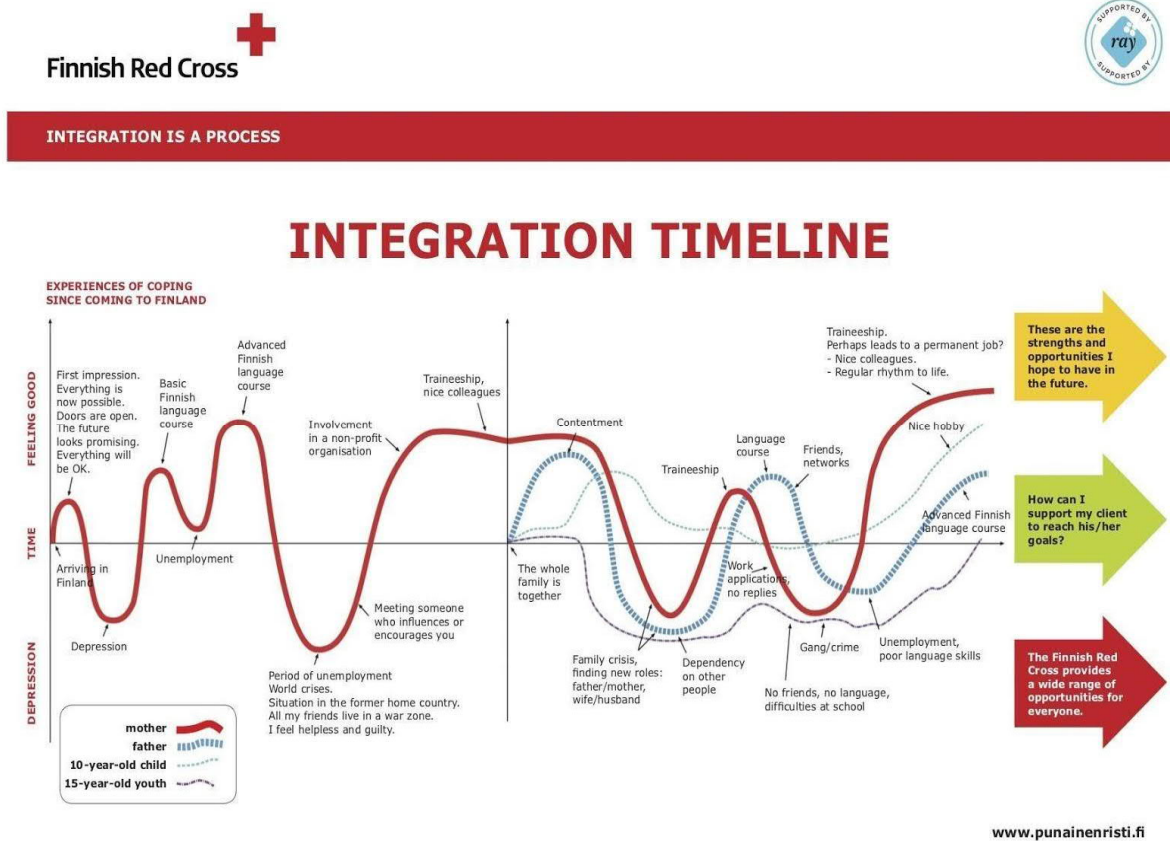 Finnish Red Cross
SUPPORTED BY
ray
SUPPORTED BY
INTEGRATION IS A PROCESS
INTEGRATION TIMELINE
EXPERIENCES OF COPING
SINCE COMING TO FINLAND
FEELING GOOD
TIME
DEPRESSION
First impression.
Everything is
now possible.
Doors are open.
The future
looks promising.
Everything will
be OK.
Arriving in
Finland
Depression
Basic
Finnish
language
course
Unemployment
Advanced
Finnish
language
course
Period of unemployment
World crises.
Situation in the former home country.
All my friends live in a war zone.
I feel helpless and guilty.
Involvement
in a non-profit
organisation
Meeting someone
who influences or
encourages you
Traineeship,
nice colleagues
The whole
family is
together
Contentment
Family crisis,
finding new roles:
father/mother,
wife/husband
Dependency
on other
people
Traineeship
Work
applications,
no replies
Language
course
Friends,
networks
No friends, no language,
difficulties at school
Gang/crime
Unemployment,
poor language skills
Traineeship.
Perhaps leads to a permanent job?
- Nice colleagues.
- Regular rhythm to life.
Nice hobby
Advanced Finnish
language course
These are the
strengths and
opportunities I
hope to have in
the future.
How can I
support my client
to reach his/her
goals?
The Finnish Red
Cross provides
a wide range of
opportunities for
everyone.
mother
father
10-year-old child
15-year-old youth
www.punainenristi.fi